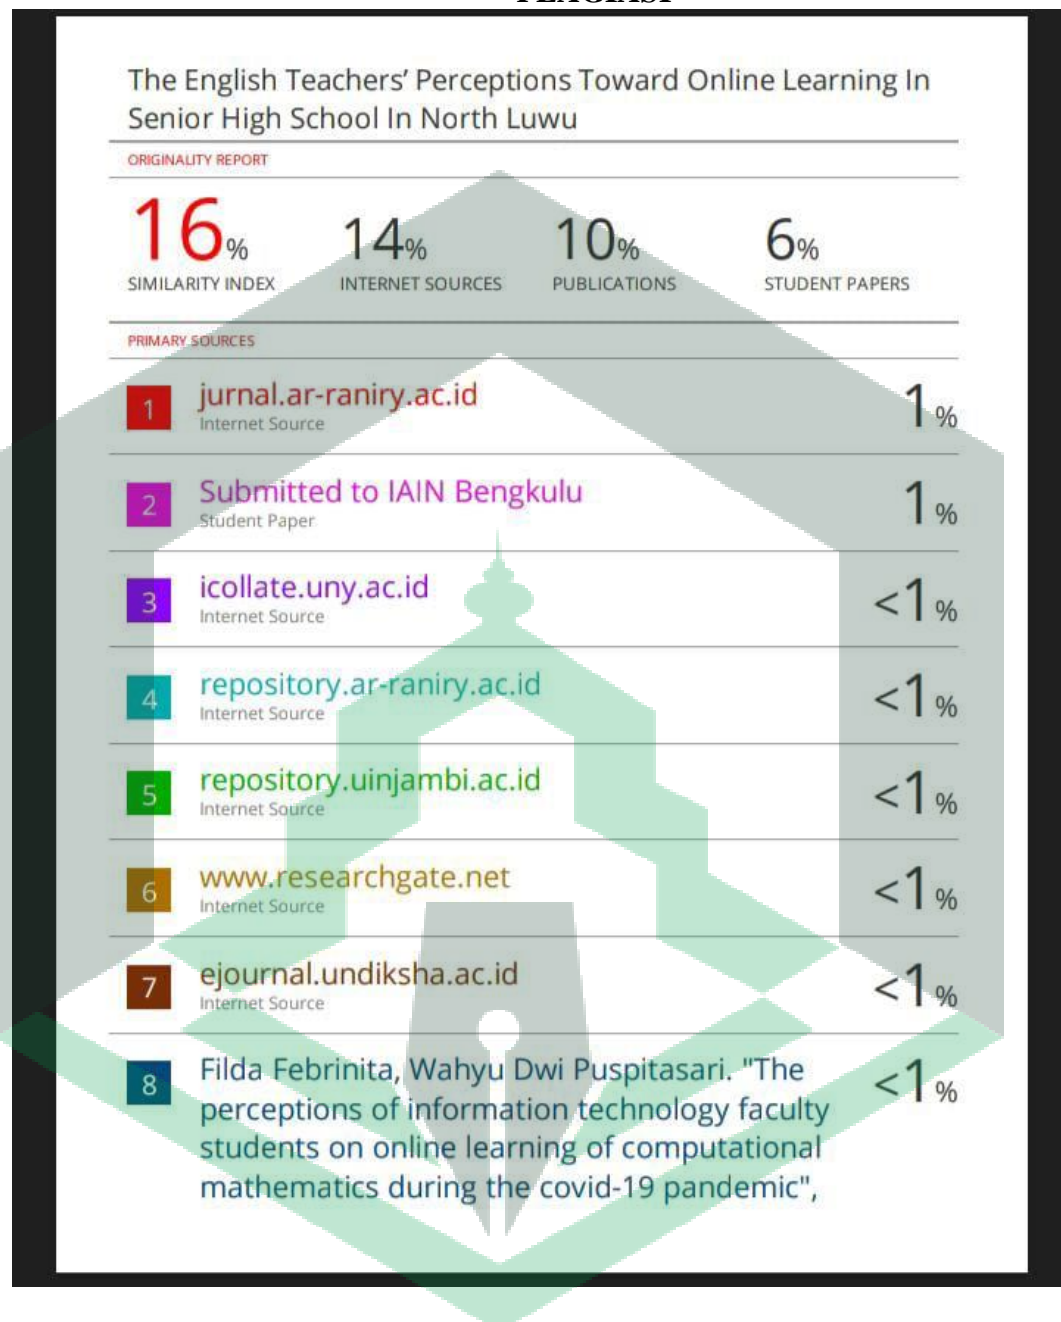 PLAGIASI
The English Teachers’ Perceptions Toward Online Learning In
Senior High School In North Luwu
ORIGINALITY REPORT
16% 14% 10% 6%
SIMILARITY INDEX INTERNET SOURCES PUBLICATIONS STUDENT PAPERS
PRIMARY SOURCES
1 jurnal.ar-raniry.ac.id 1%
Internet Source
2 Submitted to IAIN Bengkulu 1%
Student Paper
3 icollate.uny.ac.id <1%
Internet Source
4 repository.ar-raniry.ac.id <1%
Internet Source
5 repository.uinjambi.ac.id <1%
Internet Source
6 www.researchgate.net <1%
Internet Source
7 ejournal.undiksha.ac.id <1%
Internet Source
8 Filda Febrinita, Wahyu Dwi Puspitasari. "The <1%
perceptions of information technology faculty
students on online learning of computational
mathematics during the covid-19 pandemic",